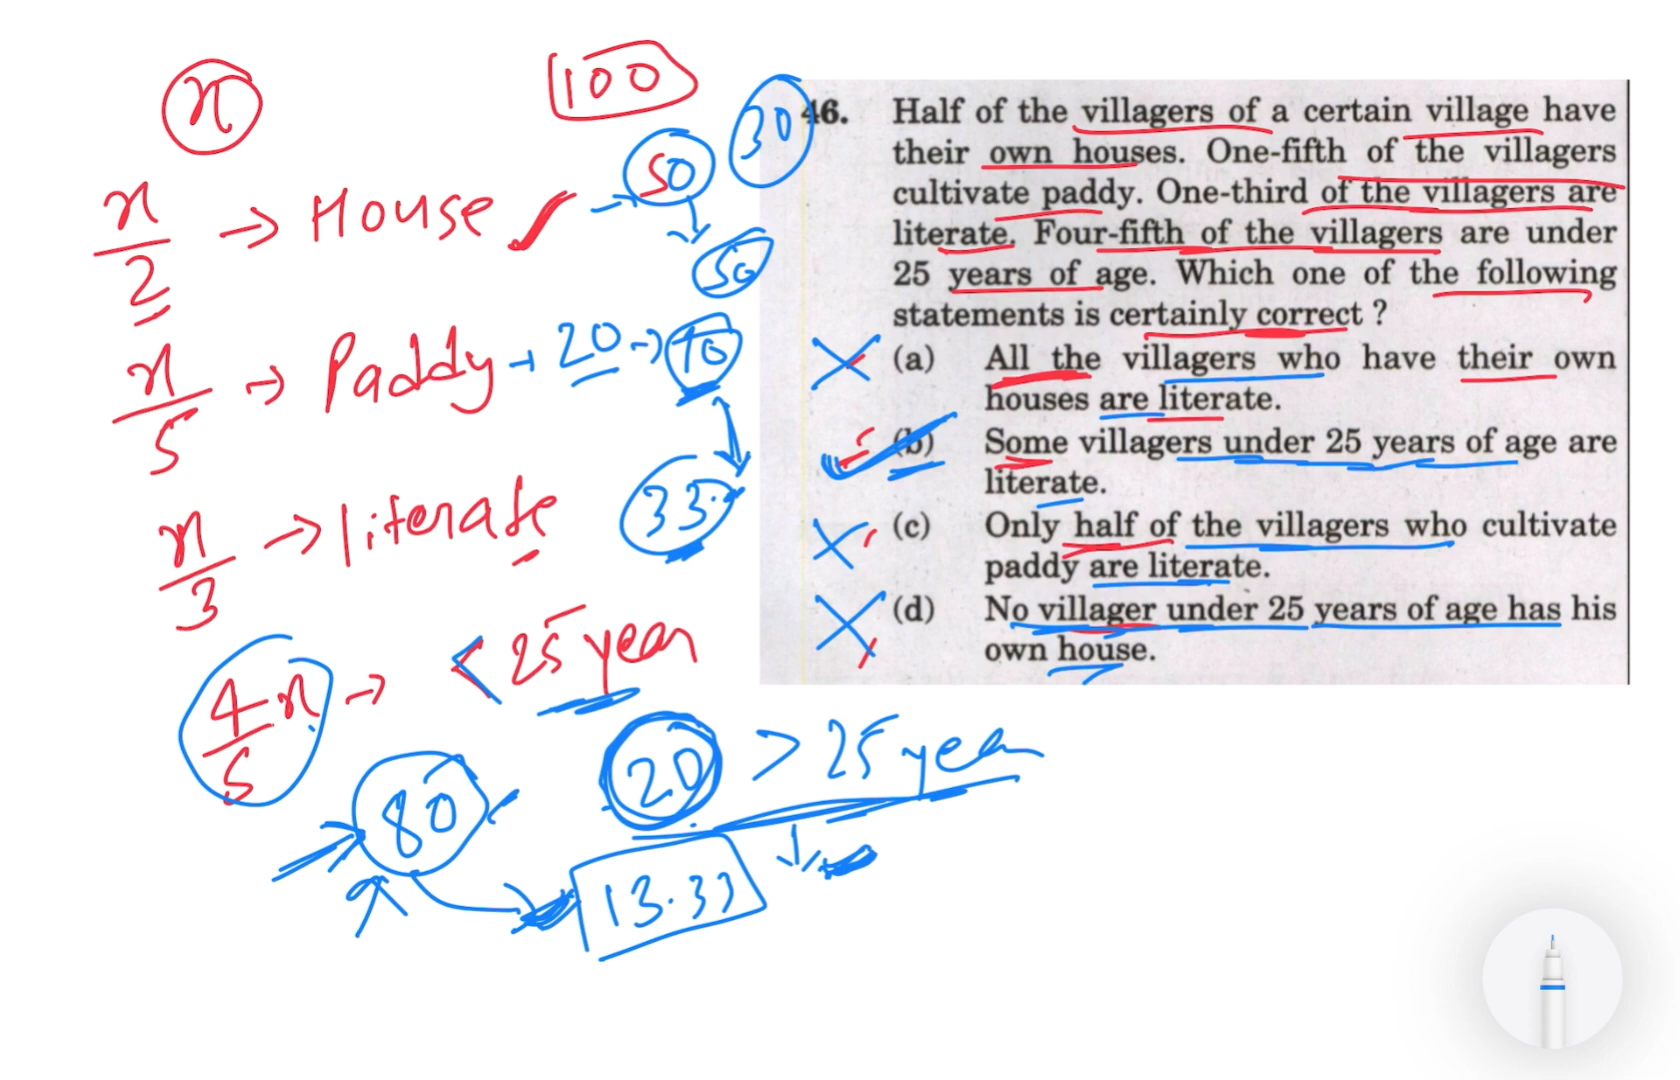 n
100
n/2 → House
50
50
30
n/5 → Paddy → 20 → 10
n/3 → literate
33.
4/5 n → < 25 year
80
20 > 25 year
13.33
46. Half of the villagers of a certain village have
their own houses. One-fifth of the villagers
cultivate paddy. One-third of the villagers are
literate. Four-fifth of the villagers are under
25 years of age. Which one of the following
statements is certainly correct ?
(a) All the villagers who have their own
houses are literate.
(b) Some villagers under 25 years of age are
literate.
(c) Only half of the villagers who cultivate
paddy are literate.
(d) No villager under 25 years of age has his
own house.